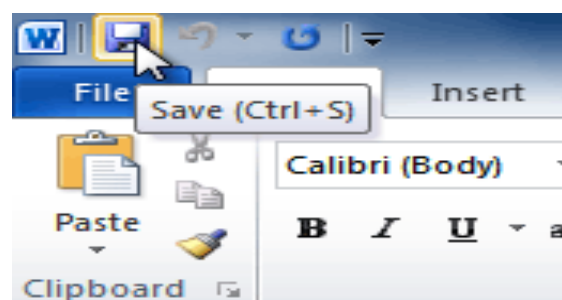 W
File
Insert
Save (Ctrl+S)
Calibri (Body)
Paste
B I U a
Clipboard